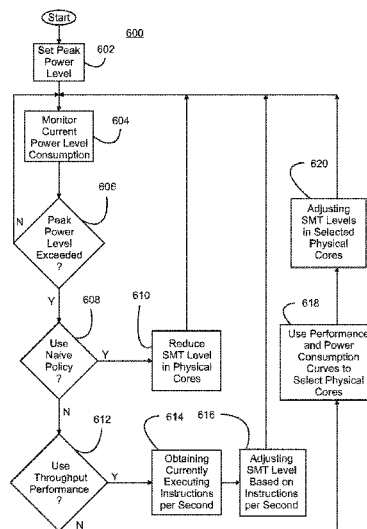 Start
600
Set Peak
Power
Level
602
Monitor
Current
Power Level
Consumption
604
606
Peak
Power
Level
Exceeded
?
N
Y
608
Use
Naive
Policy
?
Y
610
Reduce
SMT Level
in Physical
Cores
N
612
Use
Throughput
Performance
?
Y
N
614
Obtaining
Currently
Executing
Instructions
per Second
616
Adjusting
SMT Level
Based on
Instructions
per Second
620
Adjusting
SMT Levels
in Selected
Physical
Cores
618
Use Performance
and Power
Consumption
Curves to
Select Physical
Cores